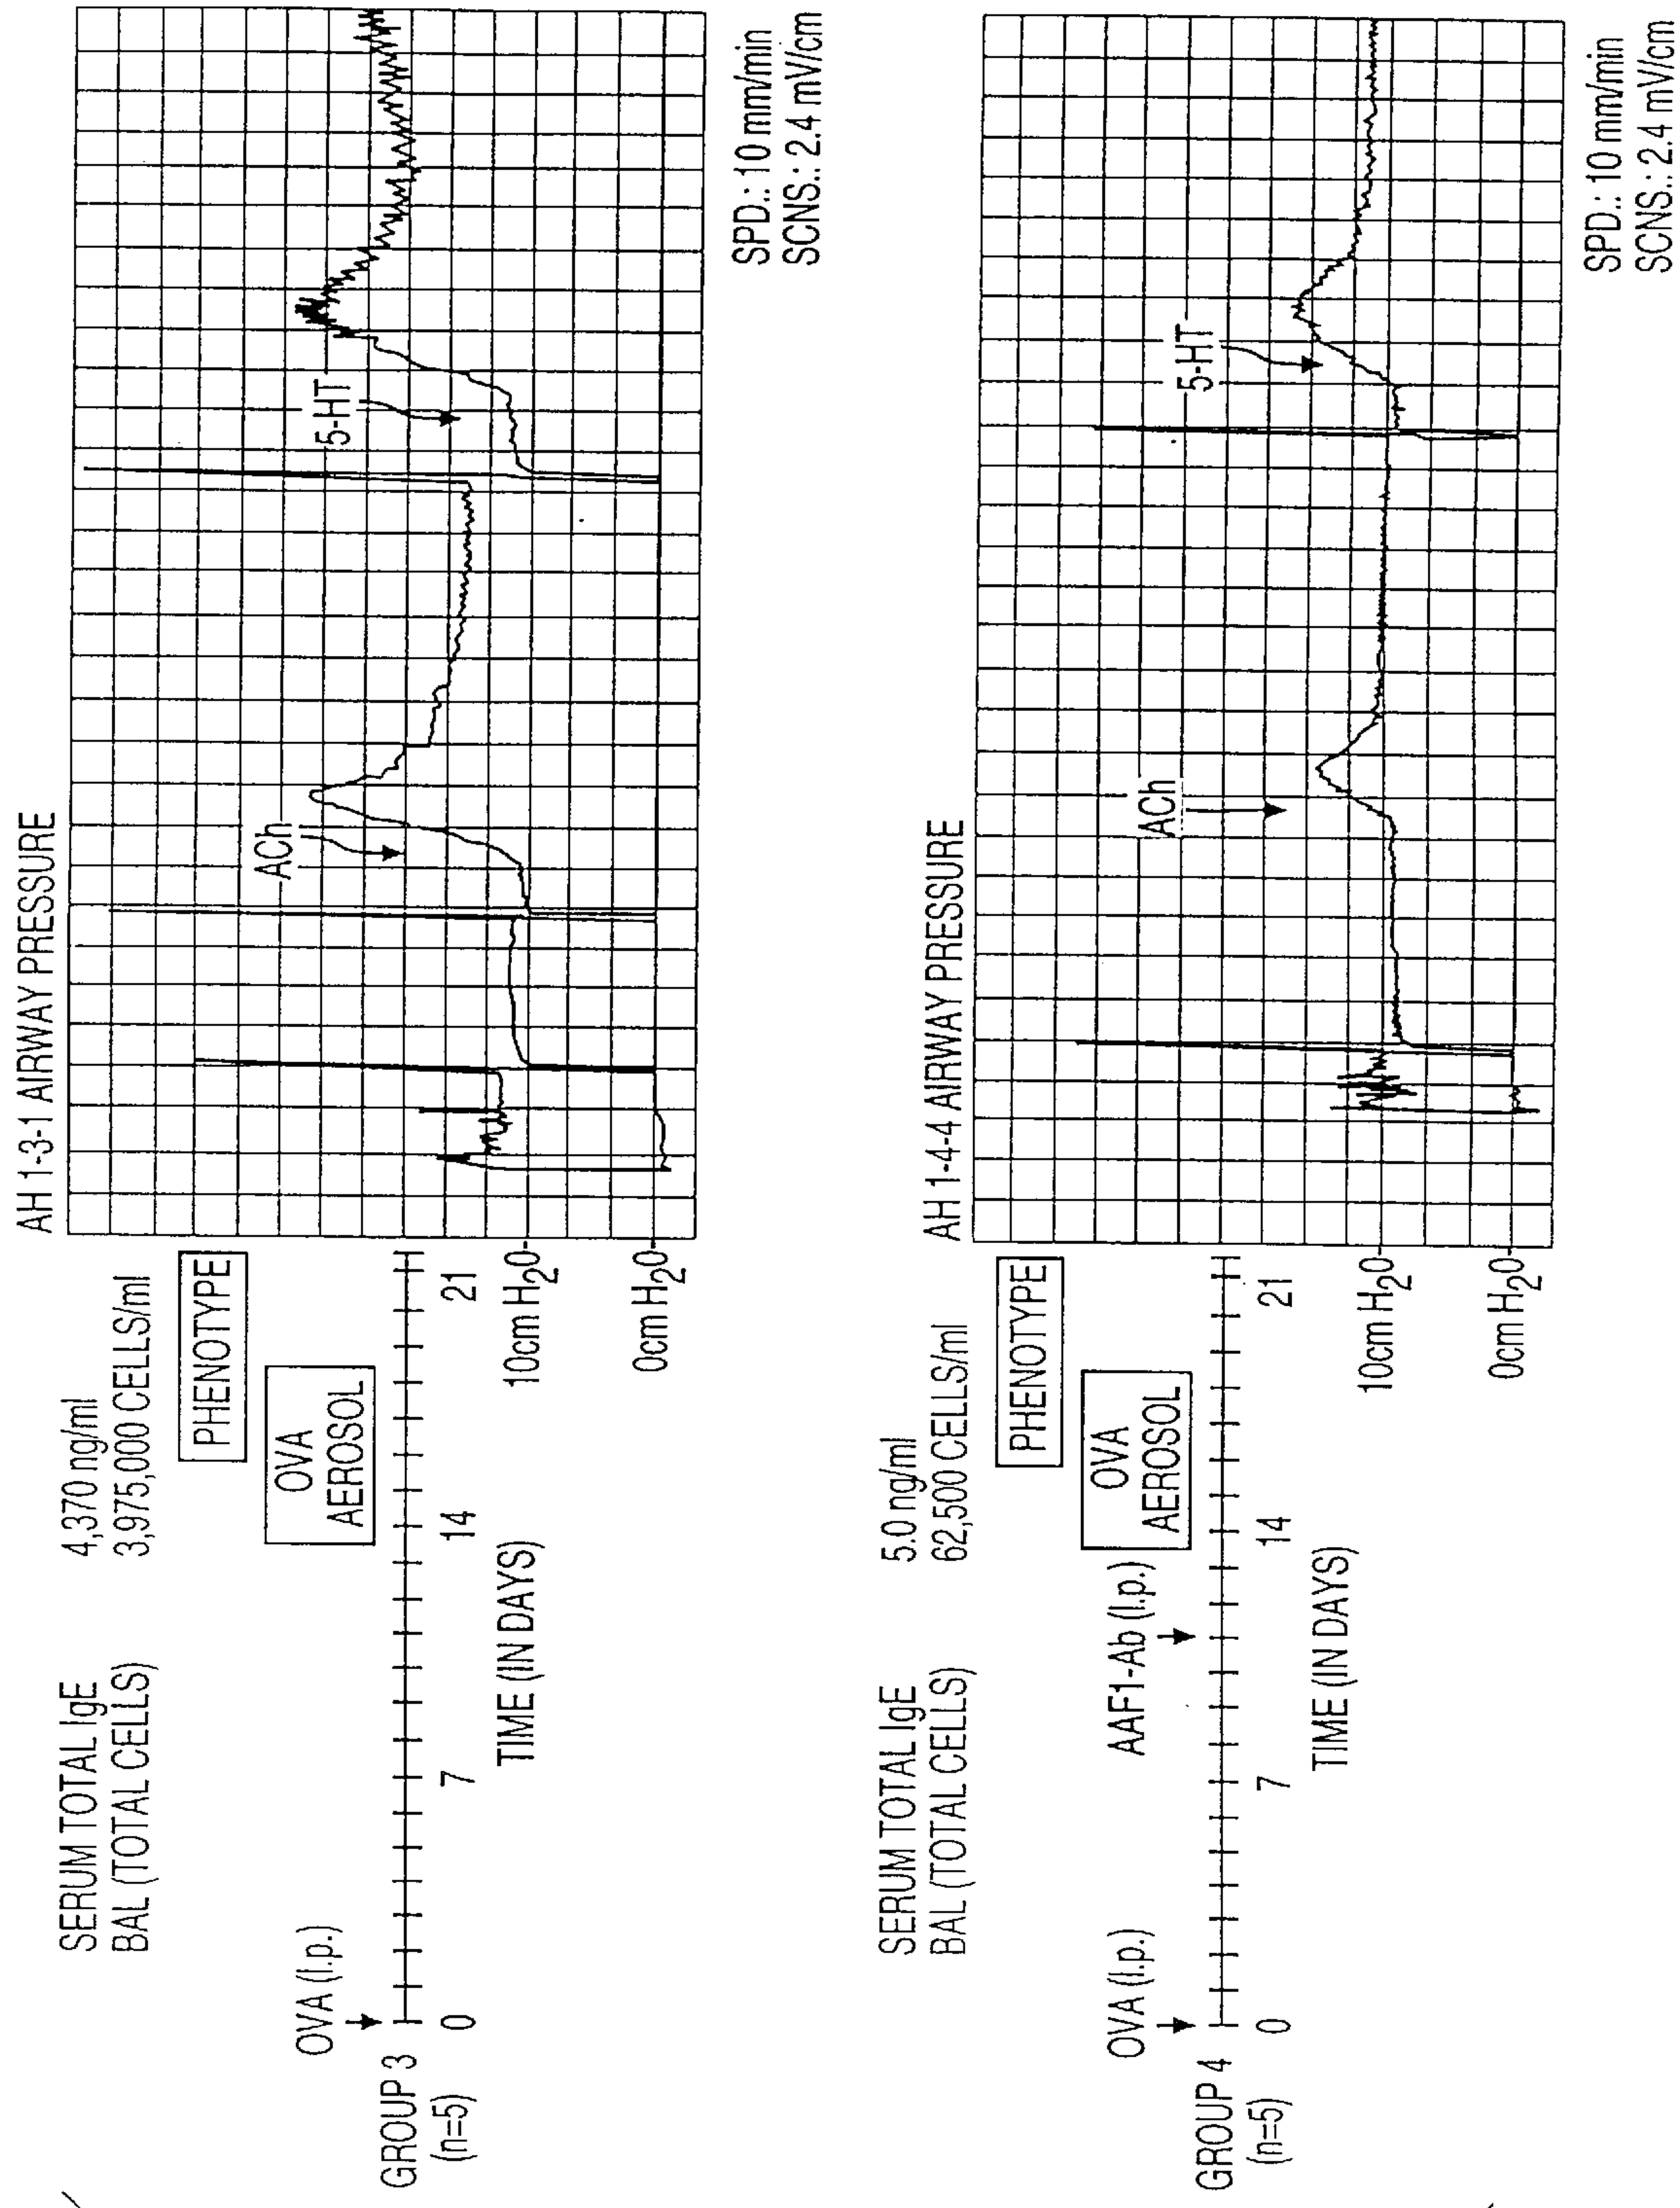 SERUM TOTAL IgE 4,370 ng/ml
BAL (TOTAL CELLS) 3,975,000 CELLS/ml
PHENOTYPE
OVA (I.p.)
OVA
AEROSOL
GROUP 3
(n=5)
0 7 14 21
TIME (IN DAYS)
AH 1-3-1 AIRWAY PRESSURE
ACh
5-HT
10cm H₂0
0cm H₂0
SPD.: 10 mm/min
SCNS.: 2.4 mV/cm
SERUM TOTAL IgE 5.0 ng/ml
BAL (TOTAL CELLS) 62,500 CELLS/ml
PHENOTYPE
OVA (I.p.)
AAF1-Ab (I.p.)
OVA
AEROSOL
GROUP 4
(n=5)
0 7 14 21
TIME (IN DAYS)
AH 1-4-4 AIRWAY PRESSURE
ACh
5-HT
10cm H₂0
0cm H₂0
SPD.: 10 mm/min
SCNS.: 2.4 mV/cm